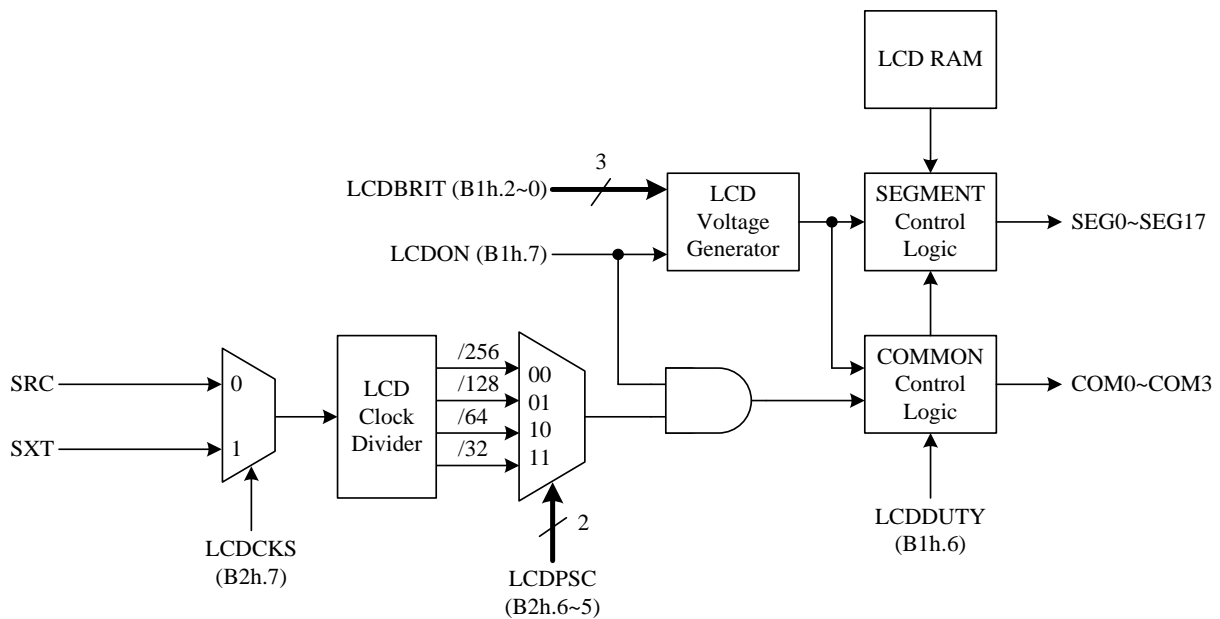 LCD RAM
3
LCDBRIT (B1h.2~0)
LCD
Voltage
Generator
SEGMENT
Control
Logic
SEG0~SEG17
LCDON (B1h.7)
SRC
SXT
0
1
LCDCKS
(B2h.7)
LCD
Clock
Divider
/256
/128
/64
/32
00
01
10
11
2
LCDPSC
(B2h.6~5)
COMMON
Control
Logic
COM0~COM3
LCDDUTY
(B1h.6)